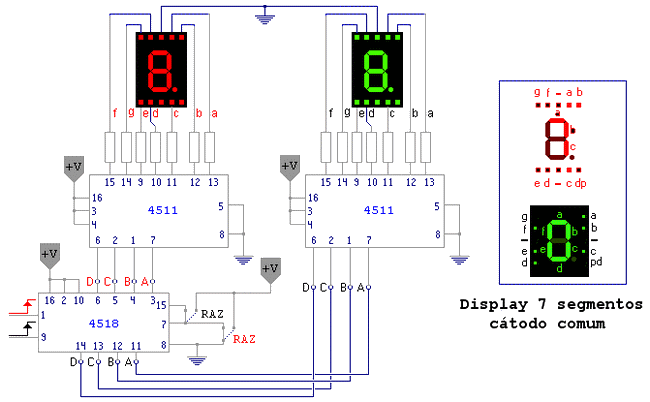 f g e d c b a
f g e d c b a
+V
+V
15 14 9 10 11 12 13
15 14 9 10 11 12 13
16
3
4
4511
5
8
16
3
4
4511
5
8
6 2 1 7
6 2 1 7
D C B A
D C B A
+V
+V
16 2 10 6 5 4 3
1
9
4518
15
7
8
RAZ
RAZ
14 13 12 11
D C B A
g f - a b
a
b
c
e d - c dp
g
f
e
d
a
f b
e c
d
a
b
c
pd
Display 7 segmentos
cátodo comum